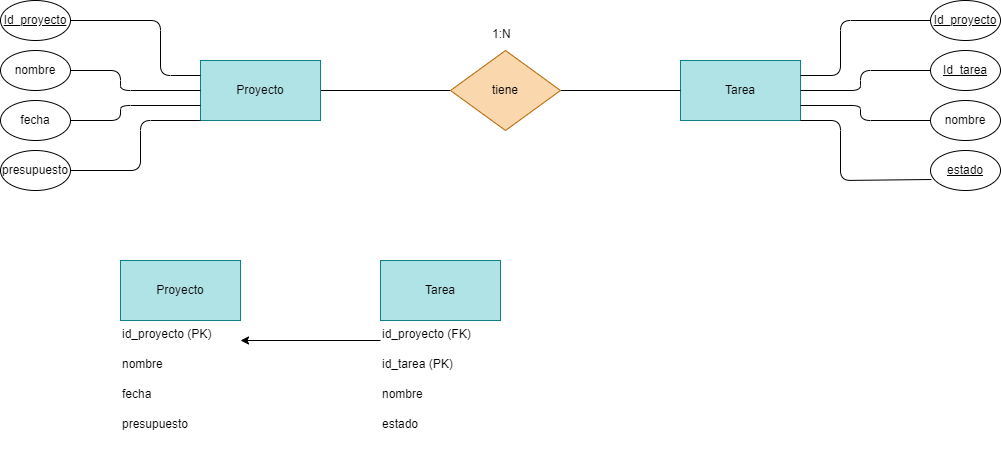 Id_proyecto
nombre
fecha
presupuesto
Proyecto
1:N
tiene
Tarea
Id_proyecto
Id_tarea
nombre
estado
Proyecto
id_proyecto (PK)
nombre
fecha
presupuesto
Tarea
id_proyecto (FK)
id_tarea (PK)
nombre
estado